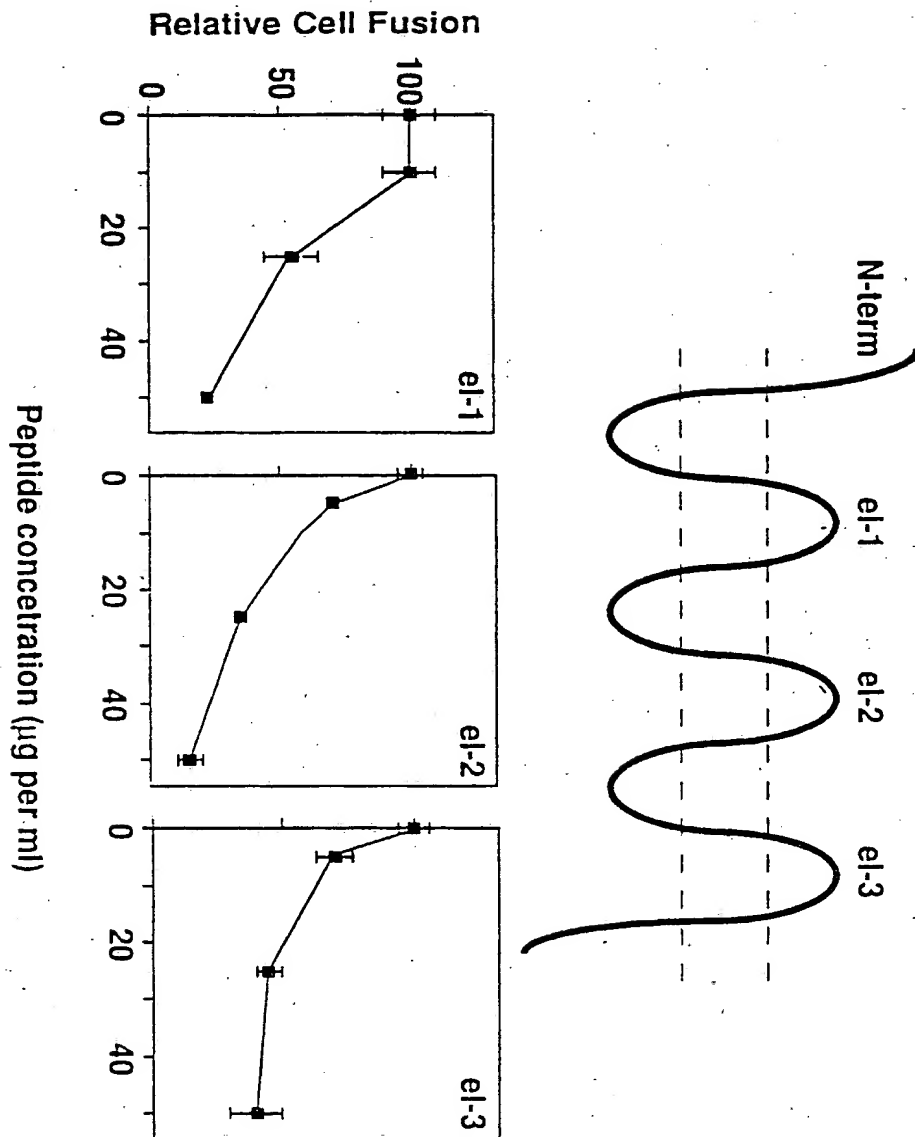 N-term
el-1
el-2
el-3
Relative Cell Fusion
100
50
0
el-1
0
20
40
el-2
0
20
40
el-3
0
20
40
Peptide concetration (µg per ml)